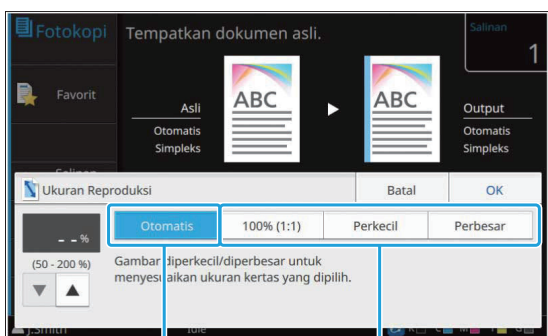 Fotokopi
Tempatkan dokumen asli.
Salinan
1
Favorit
Asli
Otomatis
Simpleks
ABC
ABC
Output
Otomatis
Simpleks
Ukuran Reproduksi
Batal
OK
- - %
(50 - 200 %)
Otomatis
100% (1:1)
Perkecil
Perbesar
Gambar diperkecil/diperbesar untuk
menyesuaikan ukuran kertas yang dipilih.
J.Smith
Idle